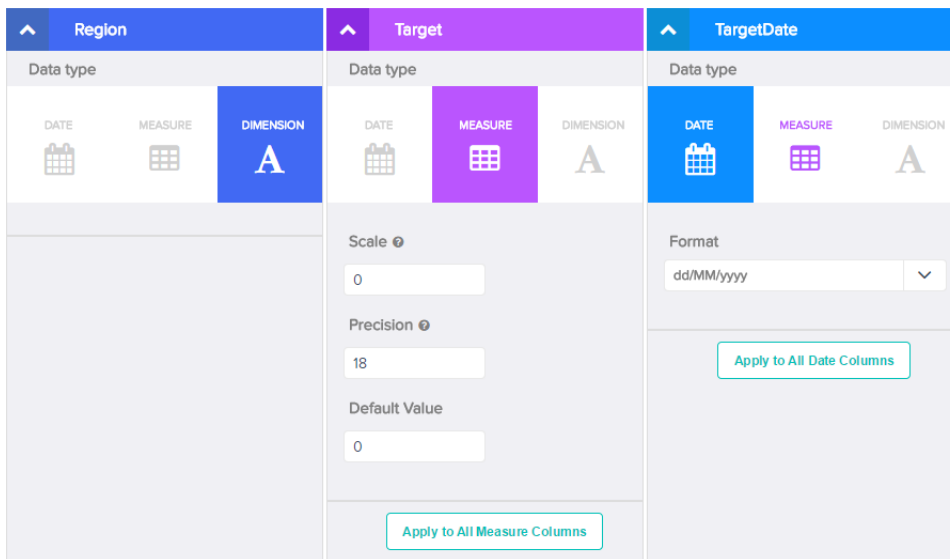 Region
Data type
DATE
MEASURE
DIMENSION
A
Target
Data type
DATE
MEASURE
DIMENSION
A
Scale
0
Precision
18
Default Value
0
Apply to All Measure Columns
TargetDate
Data type
DATE
MEASURE
DIMENSION
A
Format
dd/MM/yyyy
Apply to All Date Columns